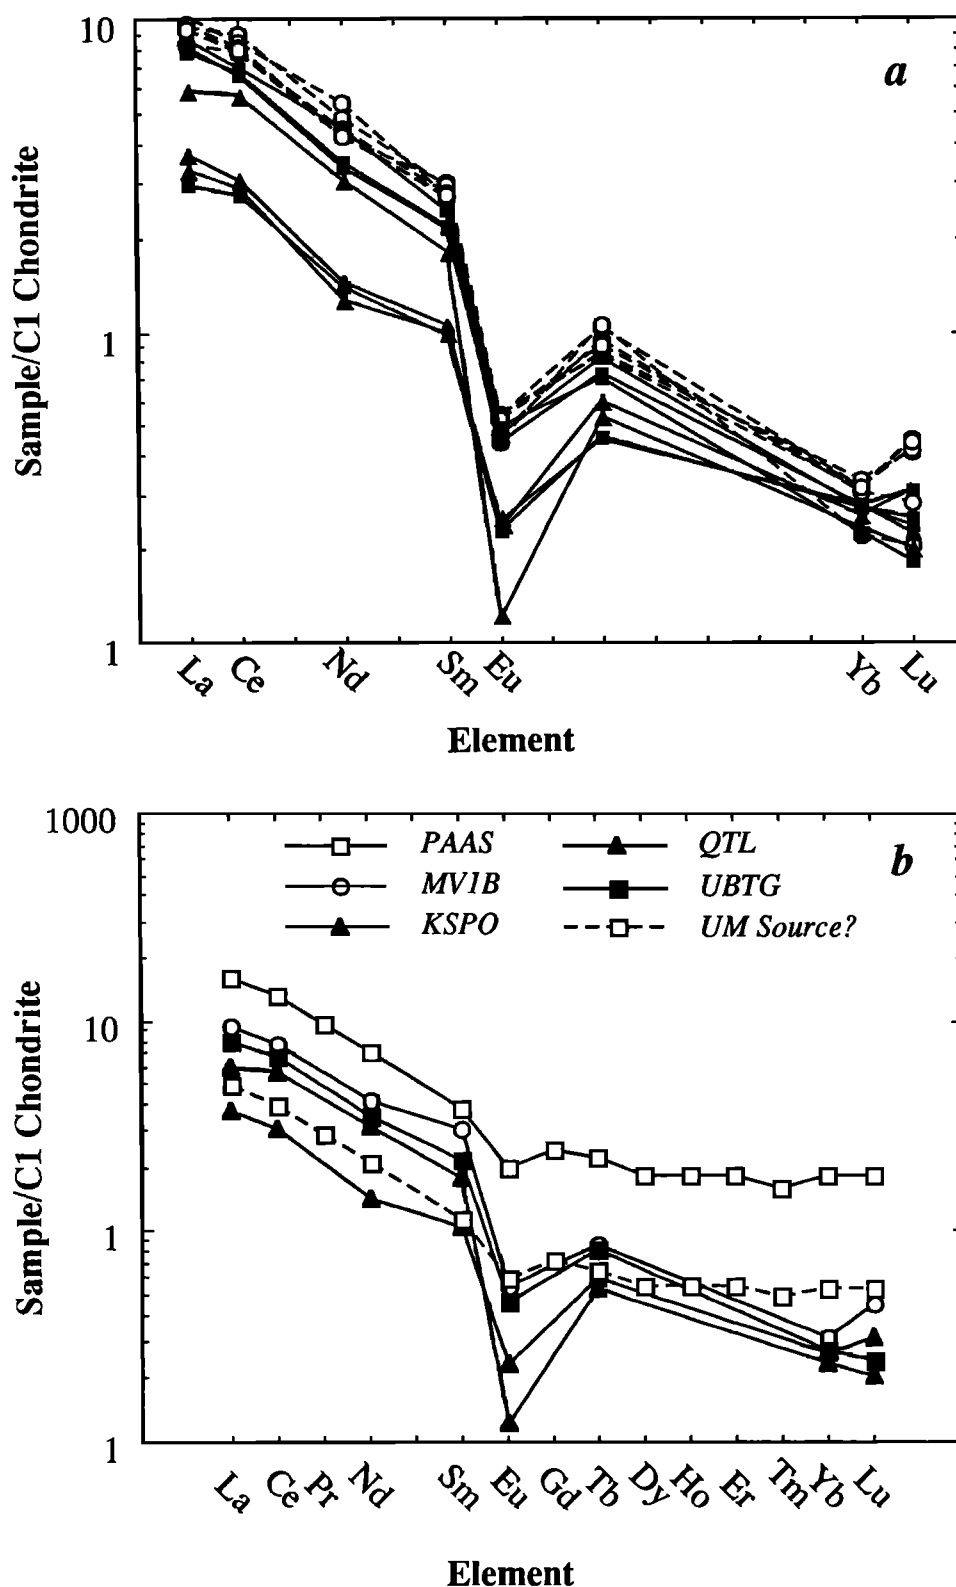 10
a
Sample/C1 Chondrite
1
1
La Ce Nd Sm Eu Yb Lu
Element
1000
PAAS QTL b
MV1B UBTG
KSPO UM Source?
Sample/C1 Chondrite
10
1
1
La Ce Pr Nd Sm Eu Gd Tb Dy Ho Er Tm Yb Lu
Element